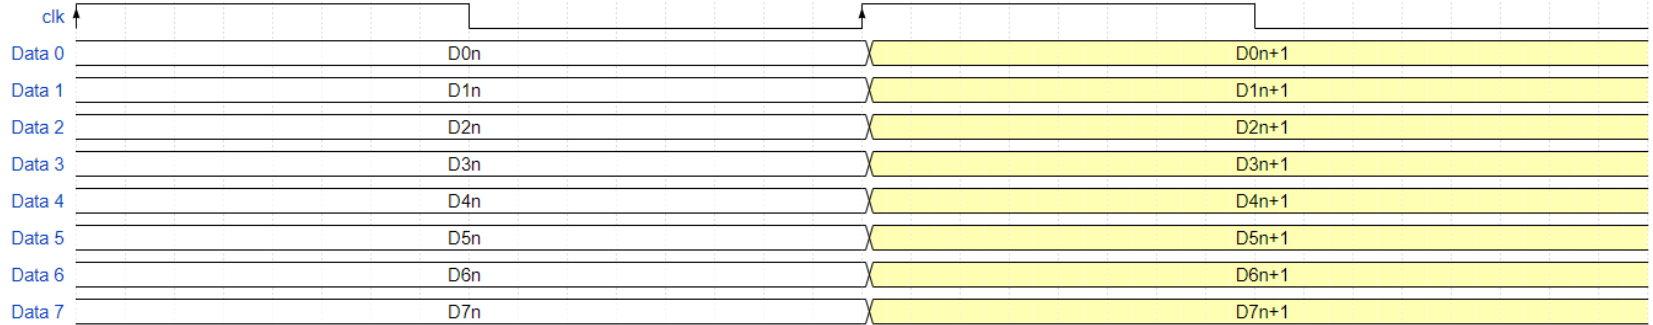 clk
Data 0 D0n D0n+1
Data 1 D1n D1n+1
Data 2 D2n D2n+1
Data 3 D3n D3n+1
Data 4 D4n D4n+1
Data 5 D5n D5n+1
Data 6 D6n D6n+1
Data 7 D7n D7n+1